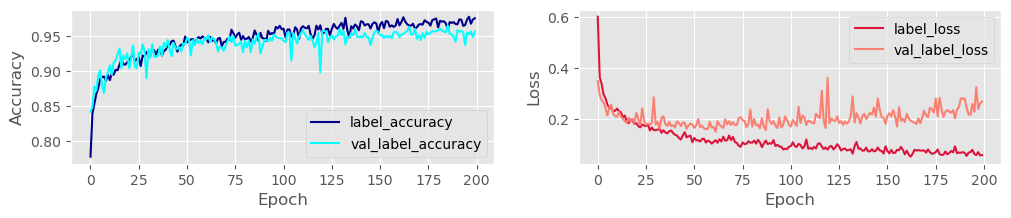 Accuracy
0.95
0.90
0.85
0.80
0 25 50 75 100 125 150 175 200
Epoch
label_accuracy
val_label_accuracy
Loss
0.6
0.4
0.2
0 25 50 75 100 125 150 175 200
Epoch
label_loss
val_label_loss